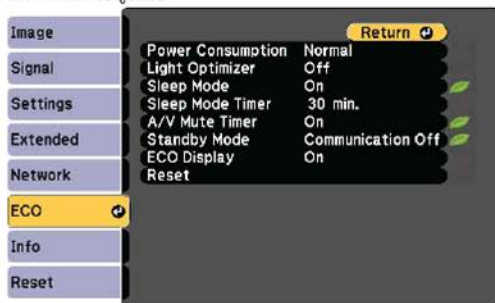 Image
Signal
Settings
Extended
Network
ECO
Info
Reset
Return
Power Consumption Normal
Light Optimizer Off
Sleep Mode On
Sleep Mode Timer 30 min.
A/V Mute Timer On
Standby Mode Communication Off
ECO Display On
Reset